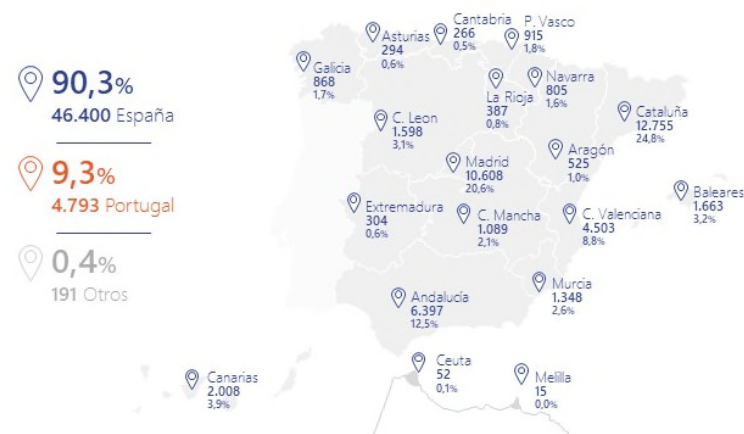 90,3%
46.400 España
9,3%
4.793 Portugal
0,4%
191 Otros
Galicia
868
1,7%
Asturias
294
0,6%
Cantabria
266
0,5%
P. Vasco
915
1,8%
Navarra
805
1,6%
La Rioja
387
0,8%
Cataluña
12.755
24,8%
C. Leon
1.598
3,1%
Aragón
525
1,0%
Madrid
10.608
20,6%
Baleares
1.663
3,2%
Extremadura
304
0,6%
C. Mancha
1.089
2,1%
C. Valenciana
4.503
8,8%
Murcia
1.348
2,6%
Andalucía
6.397
12,5%
Canarias
2.008
3,9%
Ceuta
52
0,1%
Melilla
15
0,0%